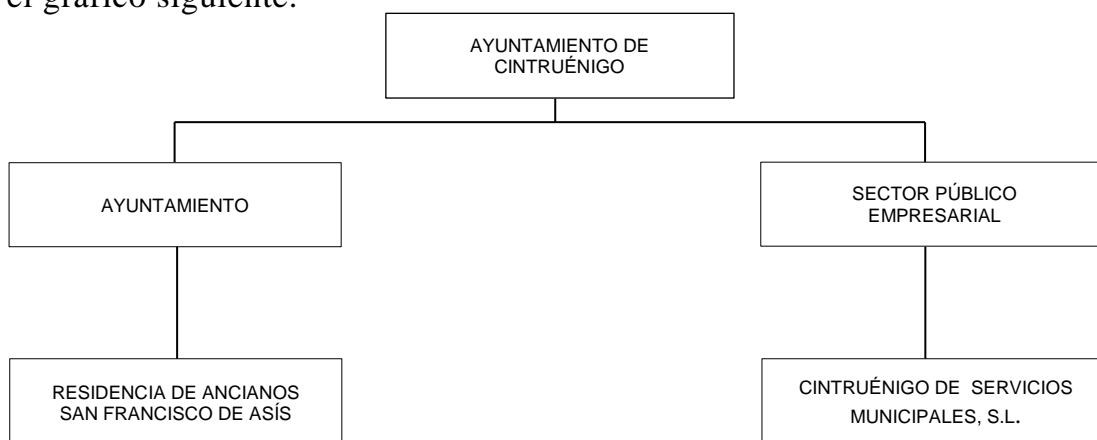 el gráfico siguiente:
AYUNTAMIENTO DE
CINTRUÉNIGO
AYUNTAMIENTO
SECTOR PÚBLICO
EMPRESARIAL
RESIDENCIA DE ANCIANOS
SAN FRANCISCO DE ASÍS
CINTRUÉNIGO DE SERVICIOS
MUNICIPALES, S.L.